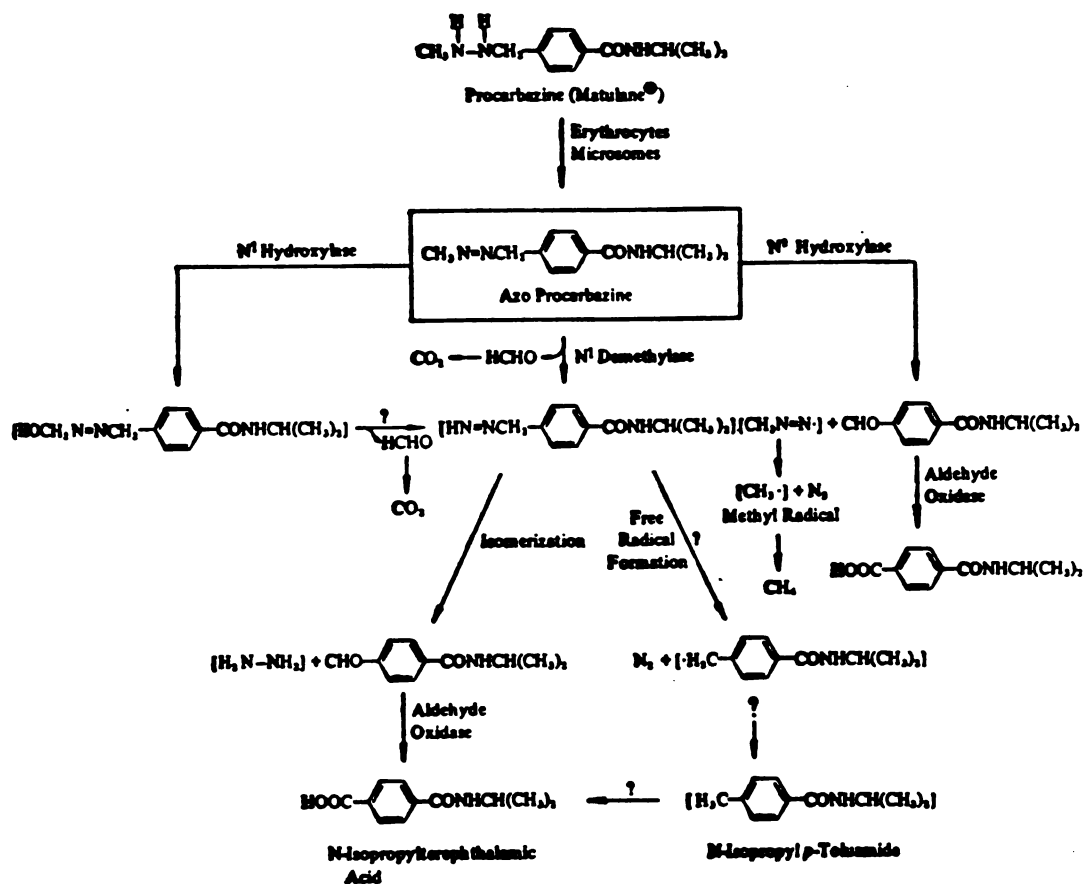 H H
CH₃N—NCH₂— —CONHCH(CH₃)₂
Procarbazine (Matulane®)
Erythrocytes
Microsomes
N¹ Hydroxylase
CH₃N=NCH₂— —CONHCH(CH₃)₂
Azo Procarbazine
Hydroxylase
CO₂ — HCHO
N¹ Demethylase
[HOCH₂N=NCH₂— —CONHCH(CH₃)₂]
?
HCHO
CO₂
[HN=NCH₂— —CONHCH(CH₃)₂]
[CH₃N=N·] + CHO— —CONHCH(CH₃)₂
Isomerization
Free
Radical
Formation
?
[CH₃·] + N₂
Methyl Radical
CH₄
Aldehyde
Oxidase
HOOC— —CONHCH(CH₃)₂
[H₂N—NH₂] + CHO— —CONHCH(CH₃)₂
N₂ + [·H₂C— —CONHCH(CH₃)₂]
Aldehyde
Oxidase
?
HOOC— —CONHCH(CH₃)₂
?
[H₃C— —CONHCH(CH₃)₂]
N-Isopropylterephthalamic
Acid
N-Isopropyl p-Toluamide